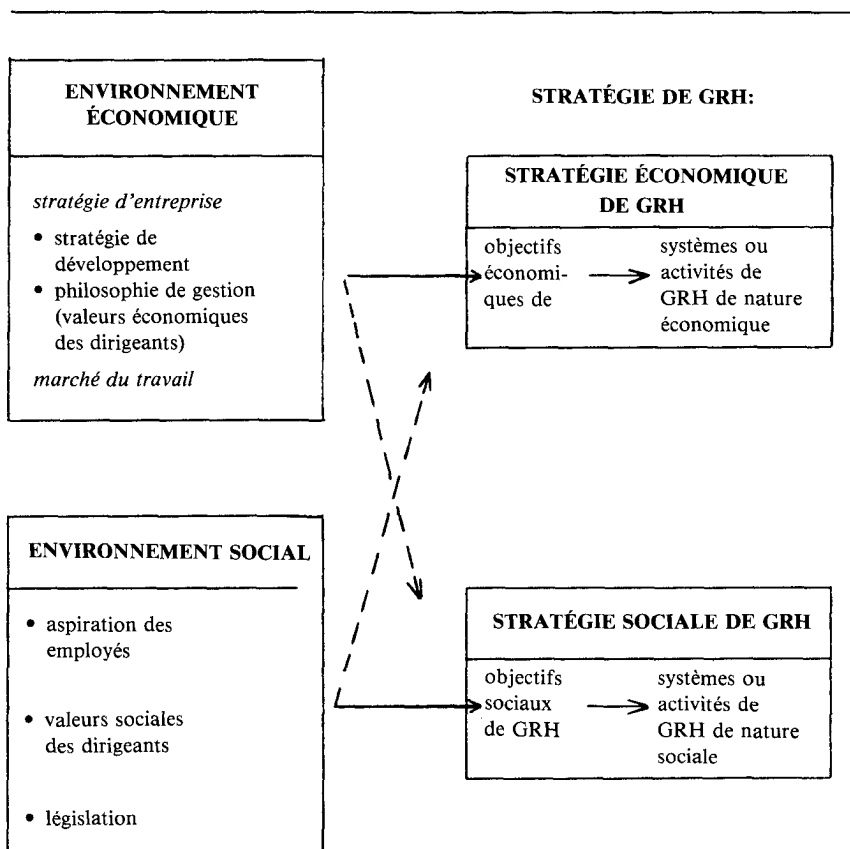 ENVIRONNEMENT
ÉCONOMIQUE
stratégie d'entreprise
• stratégie de
développement
• philosophie de gestion
(valeurs économiques
des dirigeants)
marché du travail
STRATÉGIE DE GRH:
STRATÉGIE ÉCONOMIQUE
DE GRH
objectifs
économi-
ques de
systèmes ou
activités de
GRH de nature
économique
ENVIRONNEMENT SOCIAL
• aspiration des
employés
• valeurs sociales
des dirigeants
• législation
STRATÉGIE SOCIALE DE GRH
objectifs
sociaux
de GRH
systèmes ou
activités de
GRH de nature
sociale